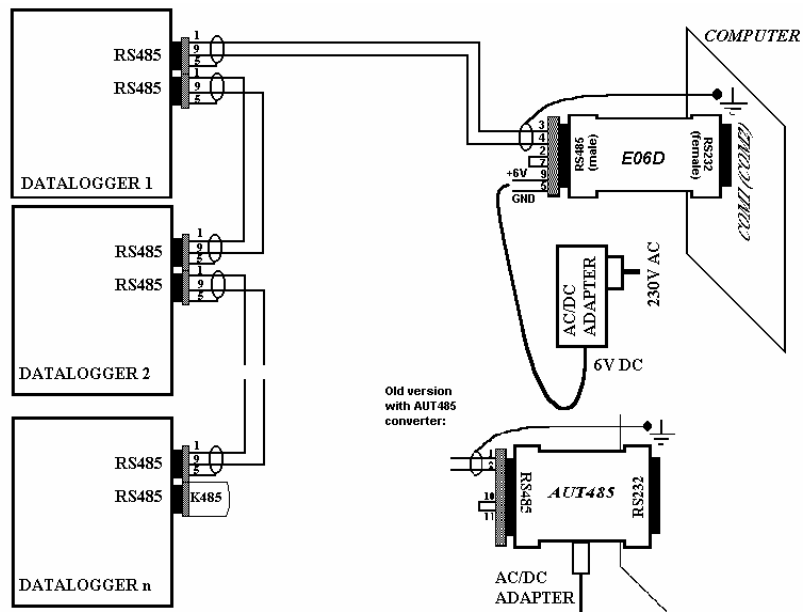 RS485
1
9
5
RS485
1
9
5
DATALOGGER 1
RS485
1
9
5
RS485
1
9
5
DATALOGGER 2
RS485
1
9
5
RS485
K485
DATALOGGER n
COMPUTER
3
4
2
7
9
5
+6V
GND
RS485
(male)
E06D
RS232
(female)
COM1 (COM2)
AC/DC
ADAPTER
230V AC
6V DC
Old version
with AUT485
converter:
1
2
10
11
RS485
AUT485
RS232
AC/DC
ADAPTER